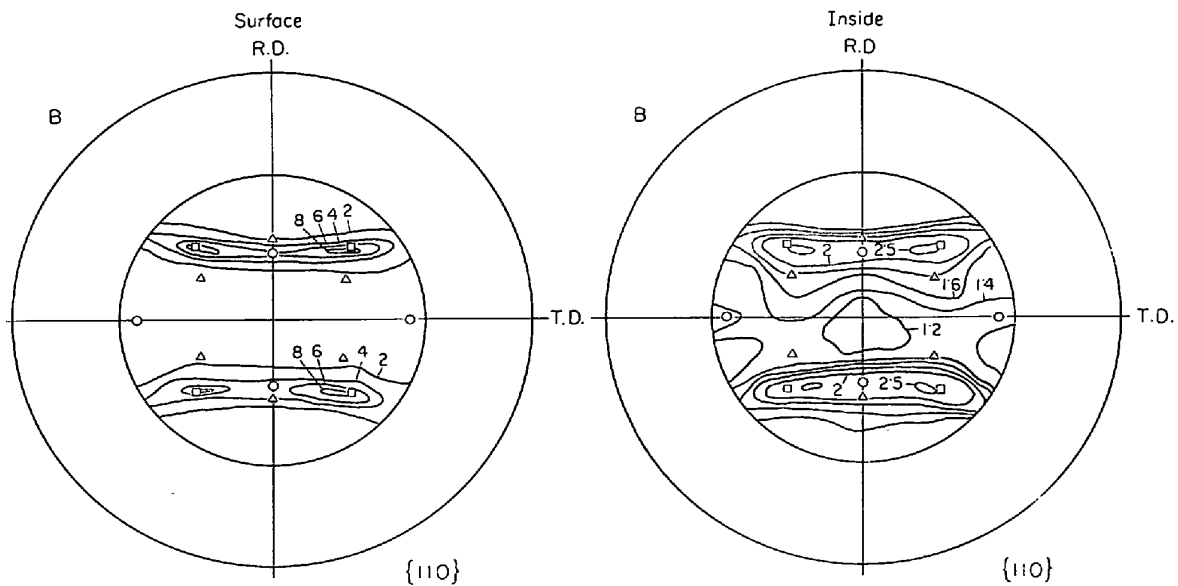 Surface
R.D.
B
8 6 4 2
T.D.
8 6 4 2
{110}
Inside
R.D
B
2 2·5 1·6 1·4
T.D.
1·2
2 2·5
{110}